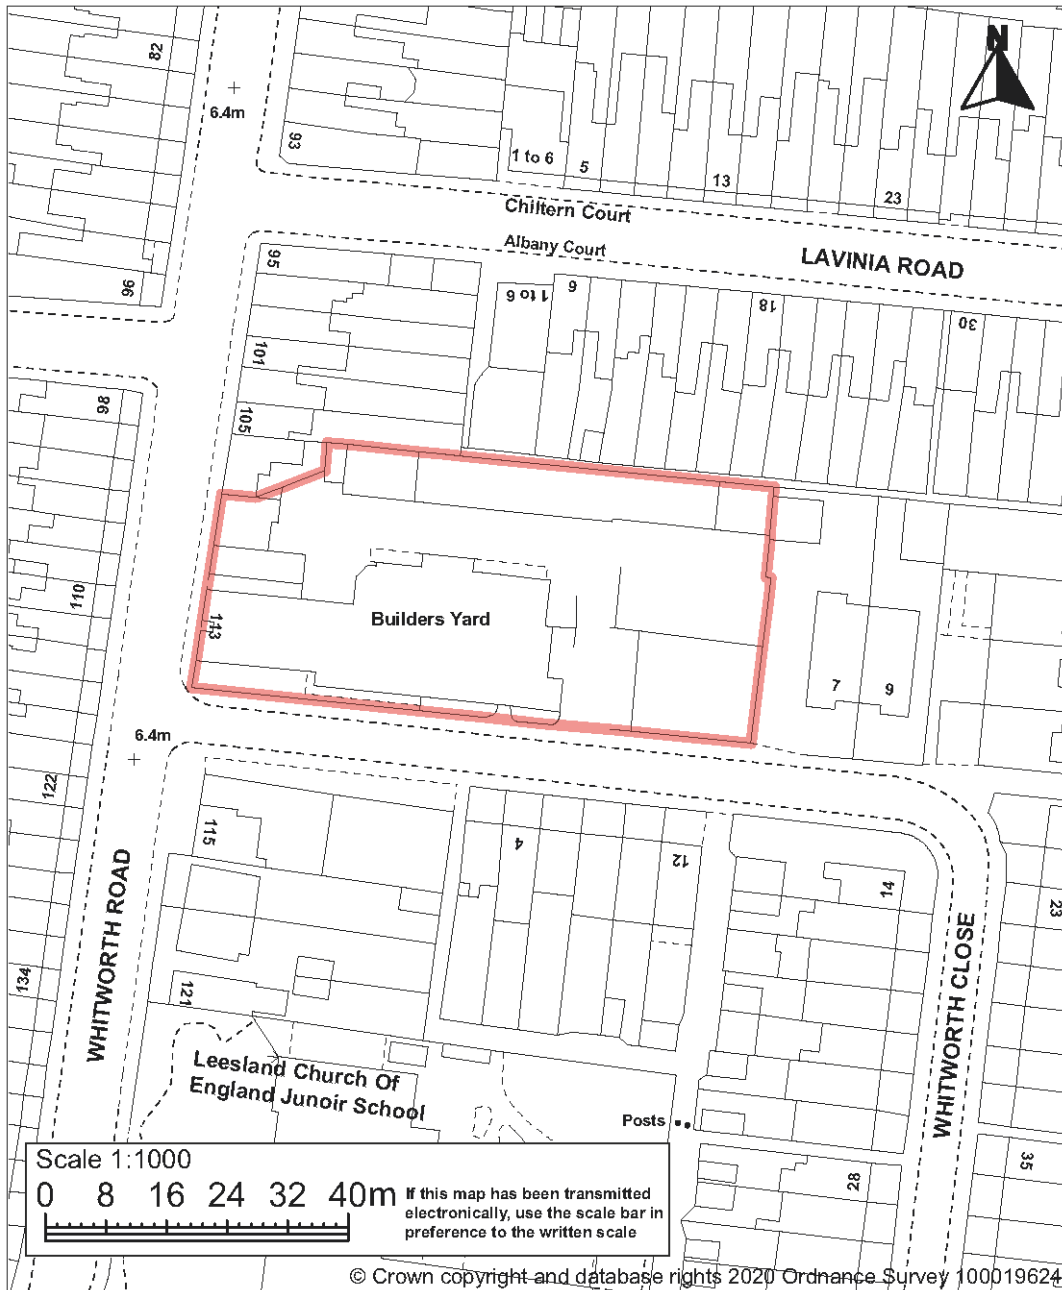 N
82
6.4m
93
1 to 6
5
13
23
Chiltern Court
Albany Court
LAVINIA ROAD
95
96
1 to 6
6
18
30
101
98
105
110
113
Builders Yard
7
9
6.4m
122
115
4
12
14
23
WHITWORTH ROAD
WHITWORTH CLOSE
134
121
Leesland Church Of
England Junoir School
Posts
28
35
Scale 1:1000
0 8 16 24 32 40m
If this map has been transmitted
electronically, use the scale bar in
preference to the written scale
© Crown copyright and database rights 2020 Ordnance Survey 100019624